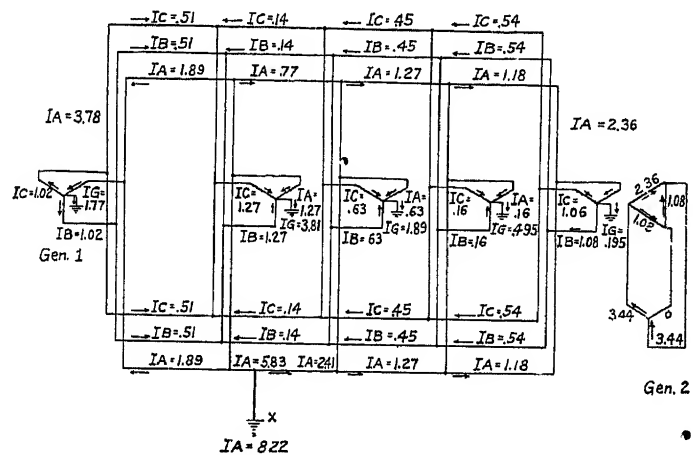 IC=.51 IC=.14 IC=.45 IC=.54
IB=.51 IB=.14 IB=.45 IB=.54
IA=1.89 IA=.77 IA=1.27 IA=1.18
IA=3.78 IA=2.36
IC=1.02 IG=1.77 IC=1.27 IA=1.27 IC=.63 IA=.63 IC=.16 IA=.16 IC=1.06 2.36 1.08 1.02
IB=1.02 IB=1.27 IG=3.81 IB=.63 IG=1.89 IB=.16 IG=.495 IB=1.08 IG=.195
Gen. 1
IC=.51 IC=.14 IC=.45 IC=.54
3.44 0
IB=.51 IB=.14 IB=.45 IB=.54
3.44
IA=1.89 IA=5.83 IA=2.41 IA=1.27 IA=1.18
Gen. 2
X
IA=822